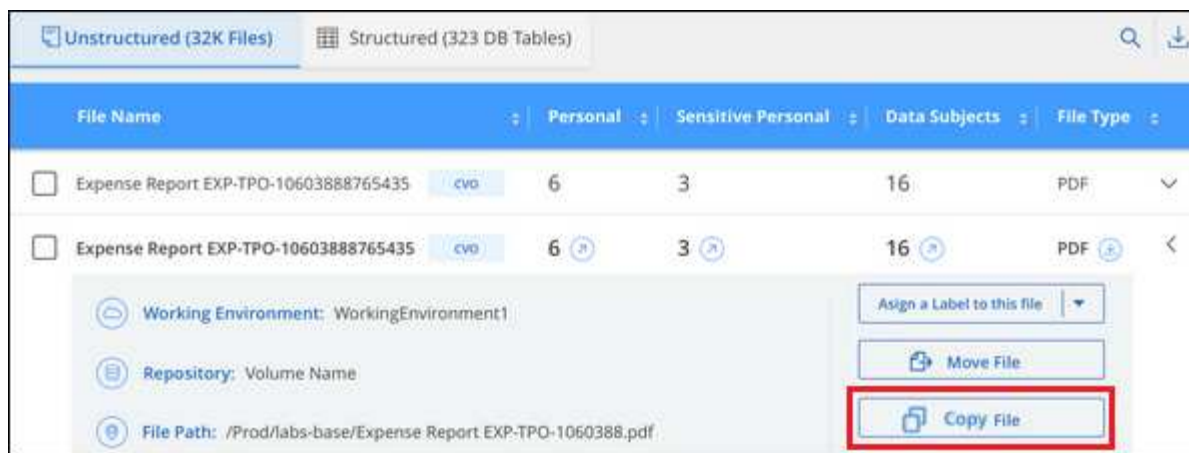 Unstructured (32K Files) Structured (323 DB Tables)
File Name Personal Sensitive Personal Data Subjects File Type
Expense Report EXP-TPO-10603888765435 CVO 6 3 16 PDF
Expense Report EXP-TPO-10603888765435 CVO 6 3 16 PDF
Working Environment: WorkingEnvironment1 Asign a Label to this file
Repository: Volume Name Move File
File Path: /Prod/labs-base/Expense Report EXP-TPO-1060388.pdf Copy File